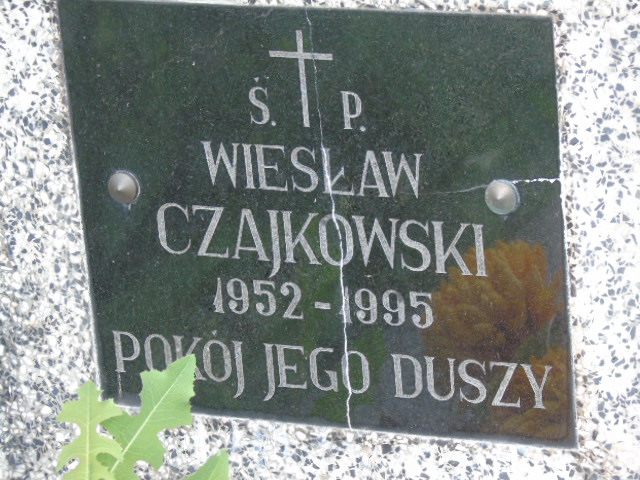 Ś. P.
WIESŁAW
CZAJKOWSKI
1952-1995
POKÓJ JEGO DUSZY